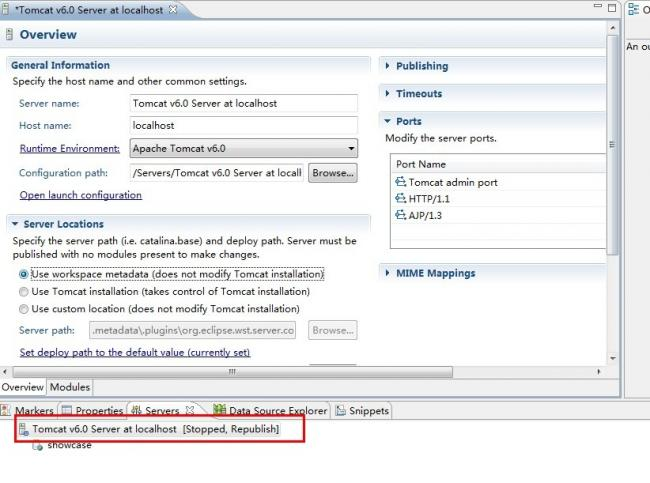 *Tomcat v6.0 Server at localhost
Overview
General Information
Specify the host name and other common settings.
Server name: Tomcat v6.0 Server at localhost
Host name: localhost
Runtime Environment: Apache Tomcat v6.0
Configuration path: /Servers/Tomcat v6.0 Server at locall Browse...
Open launch configuration
Server Locations
Specify the server path (i.e. catalina.base) and deploy path. Server must be
published with no modules present to make changes.
Use workspace metadata (does not modify Tomcat installation)
Use Tomcat installation (takes control of Tomcat installation)
Use custom location (does not modify Tomcat installation)
Server path: .metadata\.plugins\org.eclipse.wst.server.co Browse...
Set deploy path to the default value (currently set)
Publishing
Timeouts
Ports
Modify the server ports.
Port Name
Tomcat admin port
HTTP/1.1
AJP/1.3
MIME Mappings
O
An ou
Overview Modules
Markers Properties Servers Data Source Explorer Snippets
Tomcat v6.0 Server at localhost [Stopped, Republish]
showcase